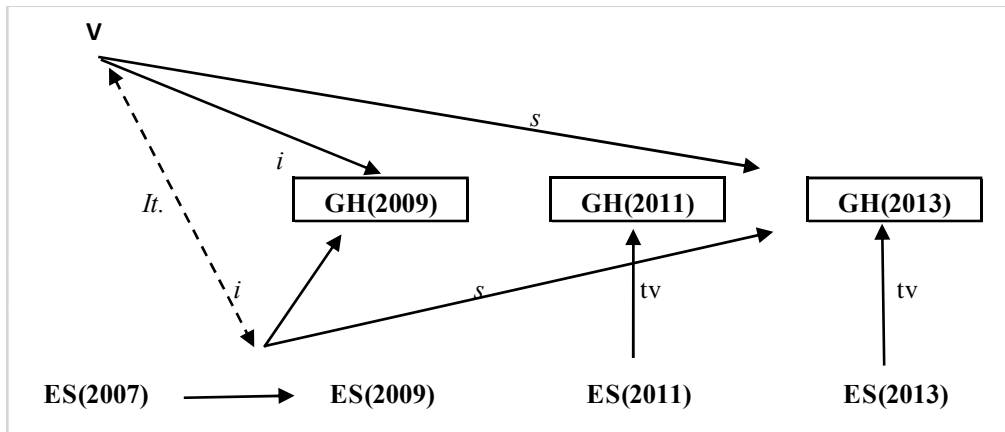 V
s
i
It.
GH(2009) GH(2011) GH(2013)
i s tv tv
ES(2007) ES(2009) ES(2011) ES(2013)